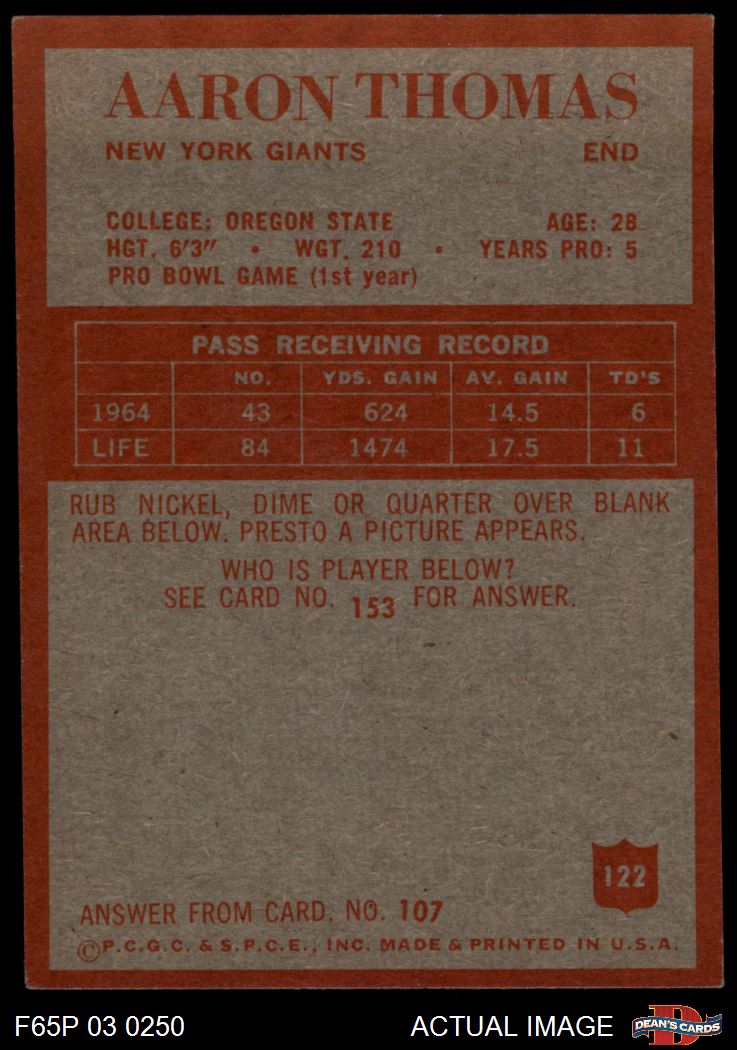 AARON THOMAS
NEW YORK GIANTS END
COLLEGE: OREGON STATE AGE: 28
HGT. 6'3" • WGT. 210 • YEARS PRO: 5
PRO BOWL GAME (1st year)
PASS RECEIVING RECORD
NO. YDS. GAIN AV. GAIN TD'S
1964 43 624 14.5 6
LIFE 84 1474 17.5 11
RUB NICKEL, DIME OR QUARTER OVER BLANK
AREA BELOW. PRESTO A PICTURE APPEARS.
WHO IS PLAYER BELOW?
SEE CARD NO. 153 FOR ANSWER.
122
ANSWER FROM CARD. NO. 107
©P.C.G.C. & S.P.C.E., INC. MADE & PRINTED IN U.S.A.
F65P 03 0250 ACTUAL IMAGE DEAN'S CARDS